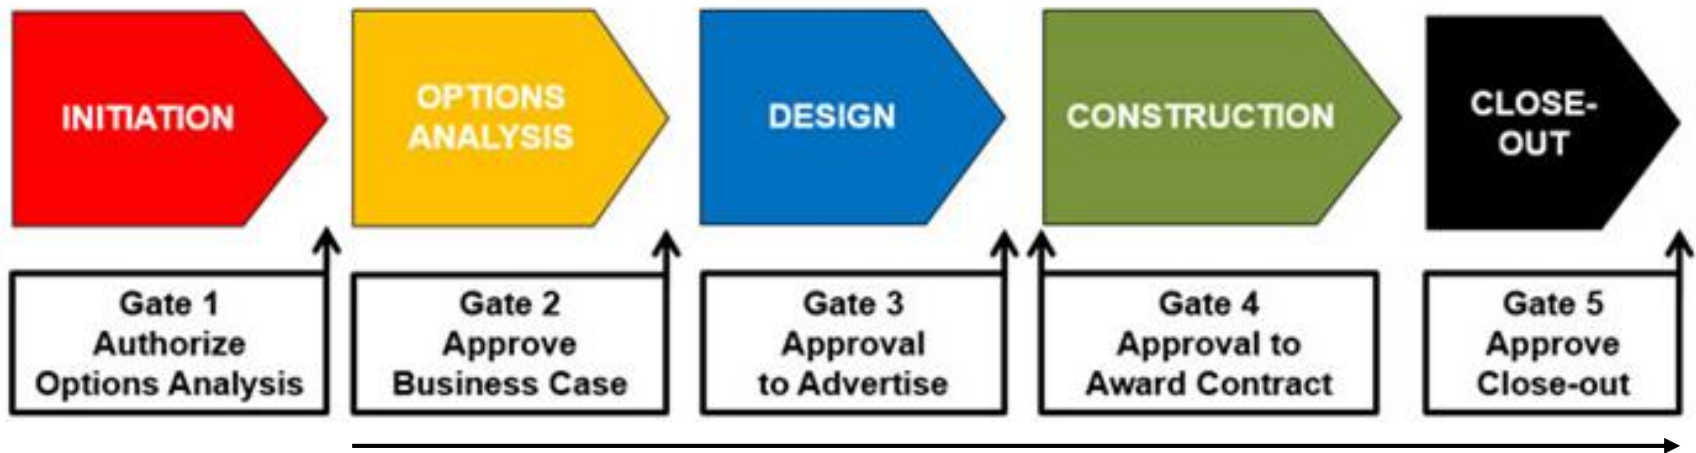 INITIATION
OPTIONS
ANALYSIS
DESIGN
CONSTRUCTION
CLOSE-
OUT
Gate 1
Authorize
Options Analysis
Gate 2
Approve
Business Case
Gate 3
Approval
to Advertise
Gate 4
Approval to
Award Contract
Gate 5
Approve
Close-out